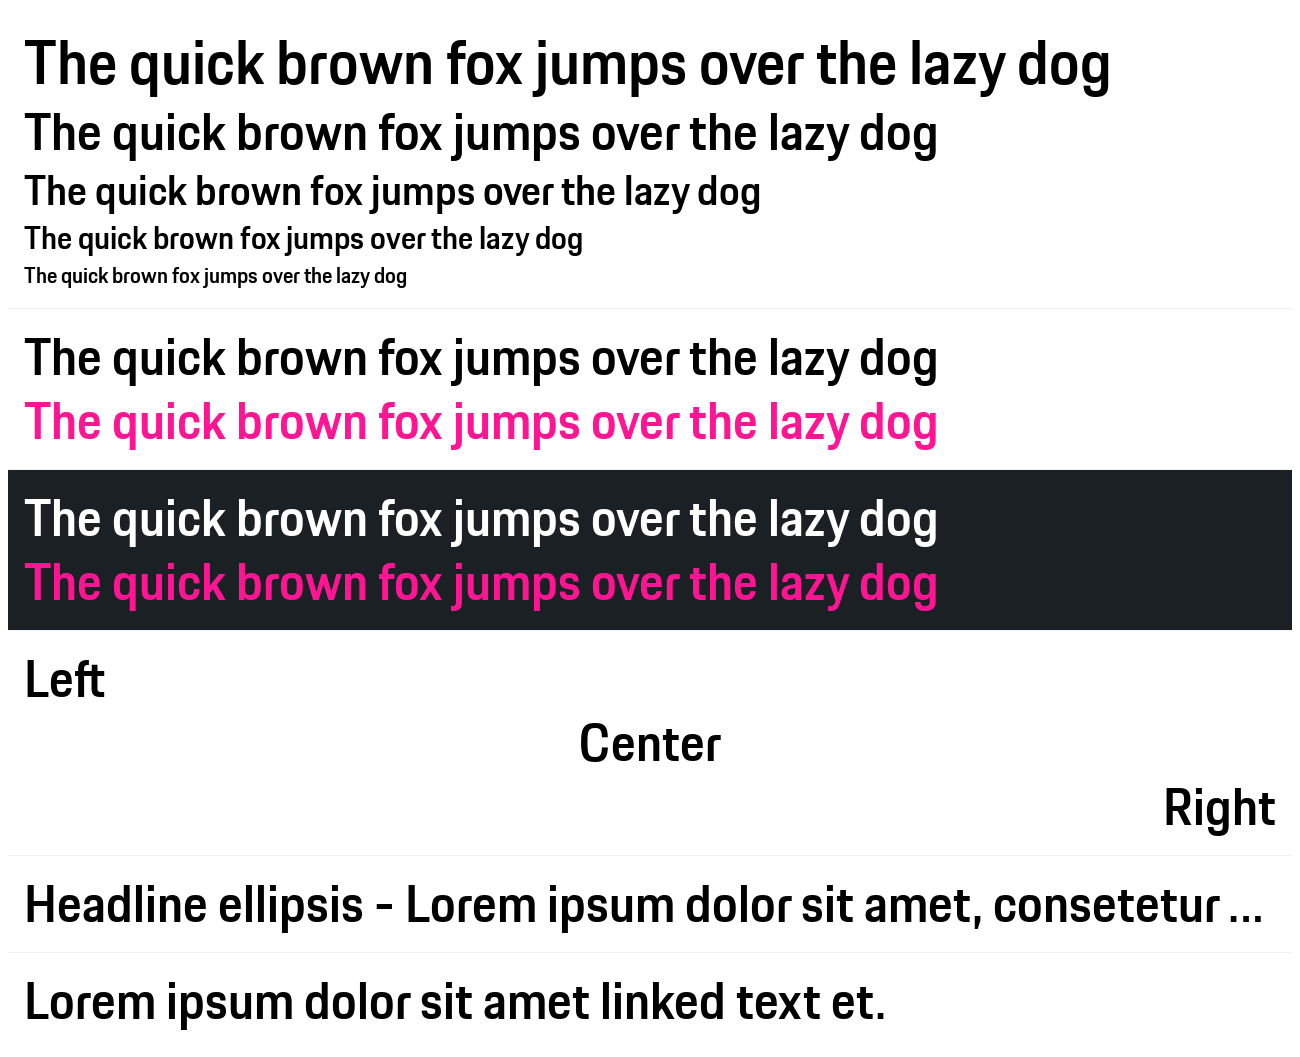 The quick brown fox jumps over the lazy dog
The quick brown fox jumps over the lazy dog
The quick brown fox jumps over the lazy dog
The quick brown fox jumps over the lazy dog
The quick brown fox jumps over the lazy dog
The quick brown fox jumps over the lazy dog
The quick brown fox jumps over the lazy dog
The quick brown fox jumps over the lazy dog
The quick brown fox jumps over the lazy dog
Left
Center
Right
Headline ellipsis - Lorem ipsum dolor sit amet, consetetur ...
Lorem ipsum dolor sit amet linked text et.